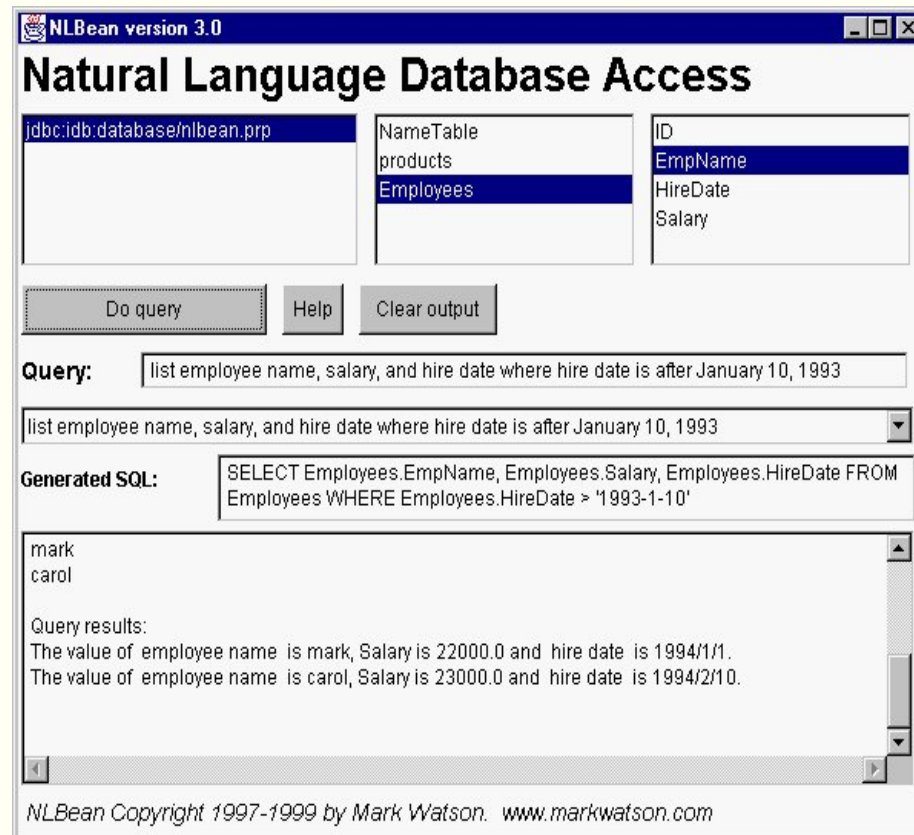 NLBean version 3.0
Natural Language Database Access
jdbc:idb:database/nlbean.prp
NameTable
products
Employees
ID
EmpName
HireDate
Salary
Do query
Help
Clear output
Query:
list employee name, salary, and hire date where hire date is after January 10, 1993
list employee name, salary, and hire date where hire date is after January 10, 1993
Generated SQL:
SELECT Employees.EmpName, Employees.Salary, Employees.HireDate FROM
Employees WHERE Employees.HireDate > '1993-1-10'
mark
carol
Query results:
The value of employee name is mark, Salary is 22000.0 and hire date is 1994/1/1.
The value of employee name is carol, Salary is 23000.0 and hire date is 1994/2/10.
NLBean Copyright 1997-1999 by Mark Watson. www.markwatson.com